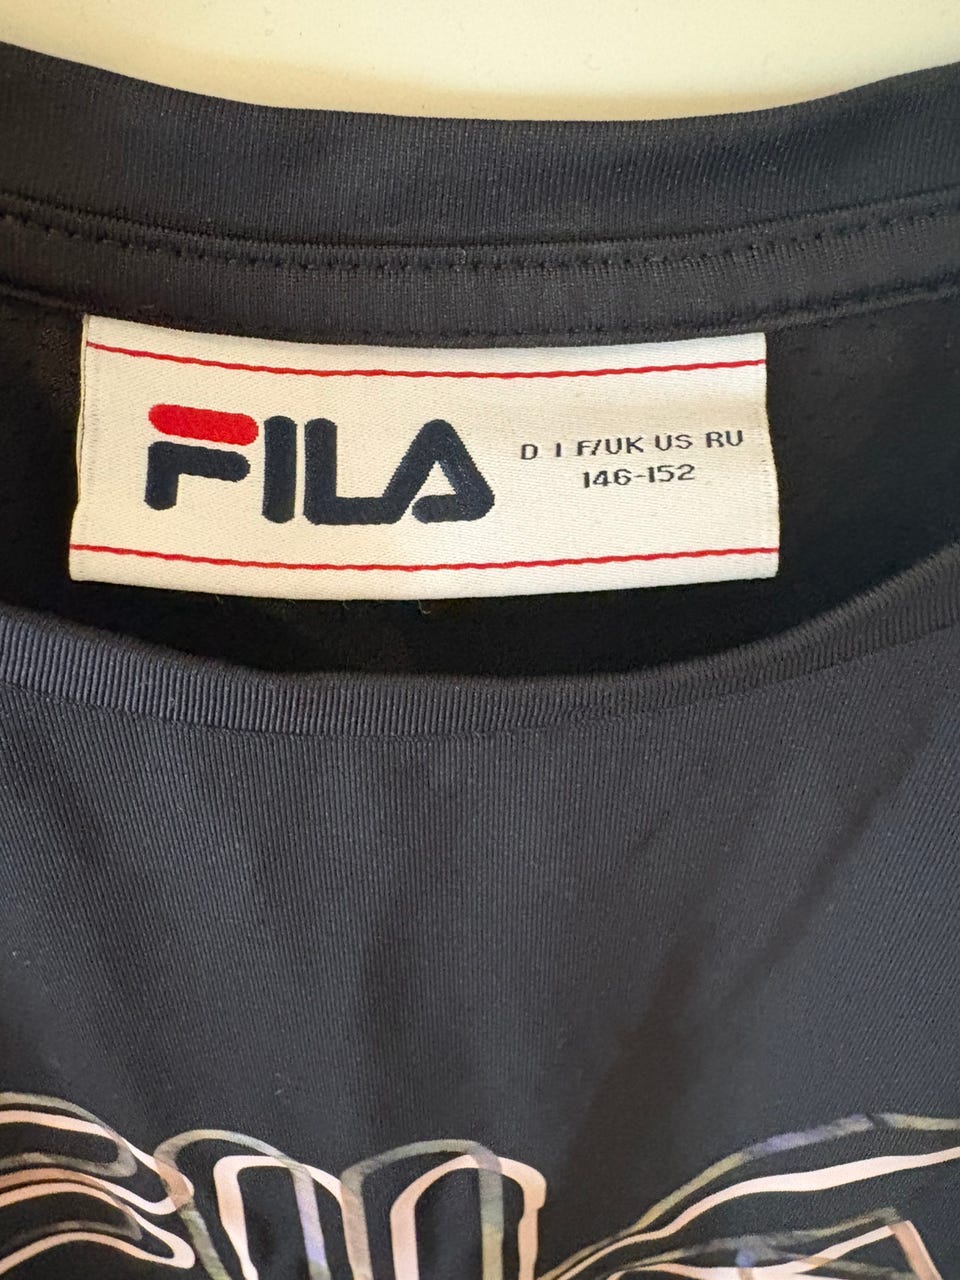 FILA
D I F/UK US RU
146-152